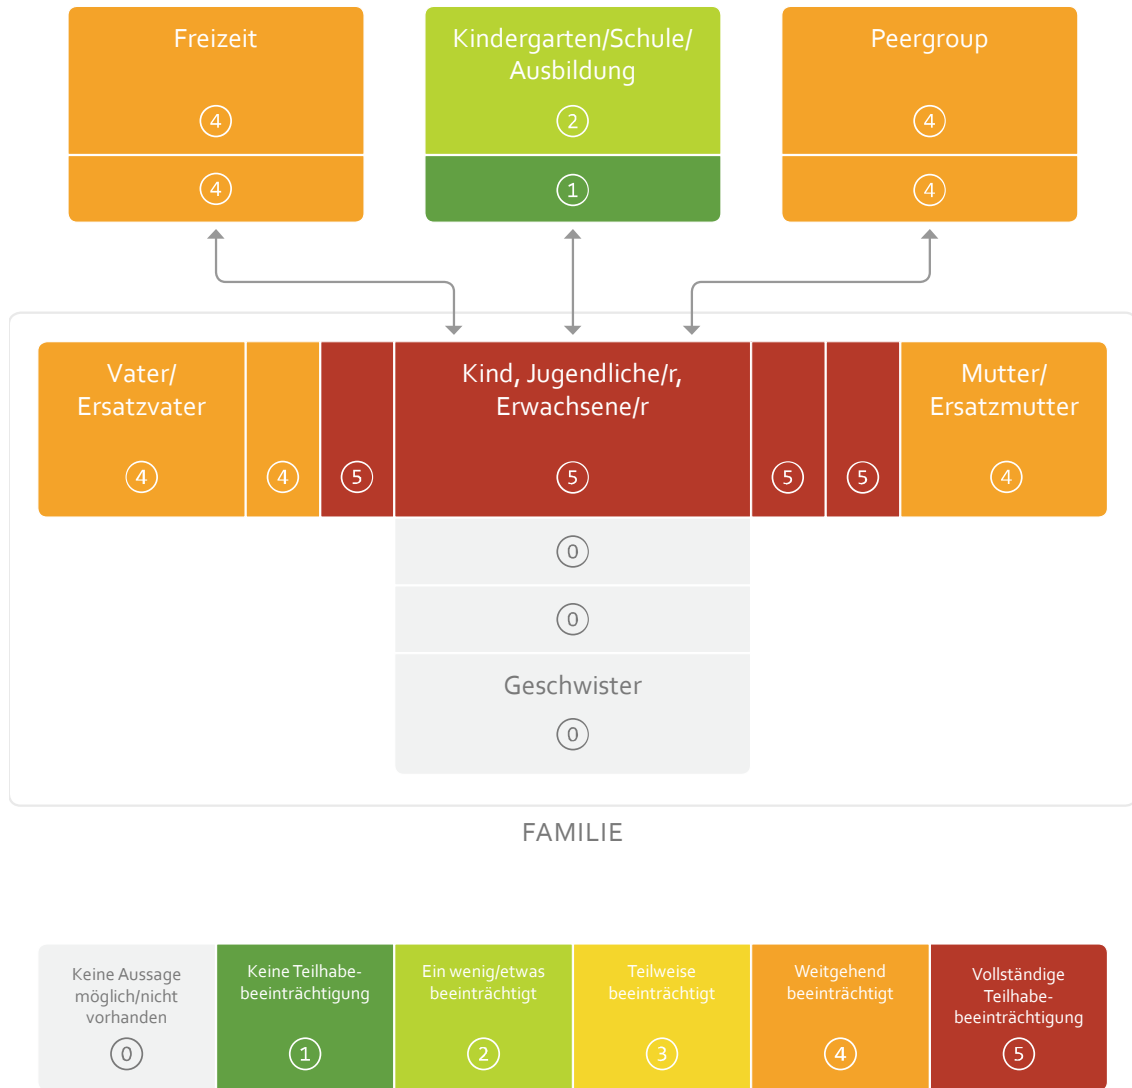 Freizeit
4
4
Kindergarten/Schule/
Ausbildung
2
1
Peergroup
4
4
Vater/
Ersatzvater
4
4
5
Kind, Jugendliche/r,
Erwachsene/r
5
5
5
Mutter/
Ersatzmutter
4
0
0
Geschwister
0
FAMILIE
Keine Aussage
möglich/nicht
vorhanden
0
Keine Teilhabe-
beeinträchtigung
1
Ein wenig/etwas
beeinträchtigt
2
Teilweise
beeinträchtigt
3
Weitgehend
beeinträchtigt
4
Vollständige
Teilhabe-
beeinträchtigung
5